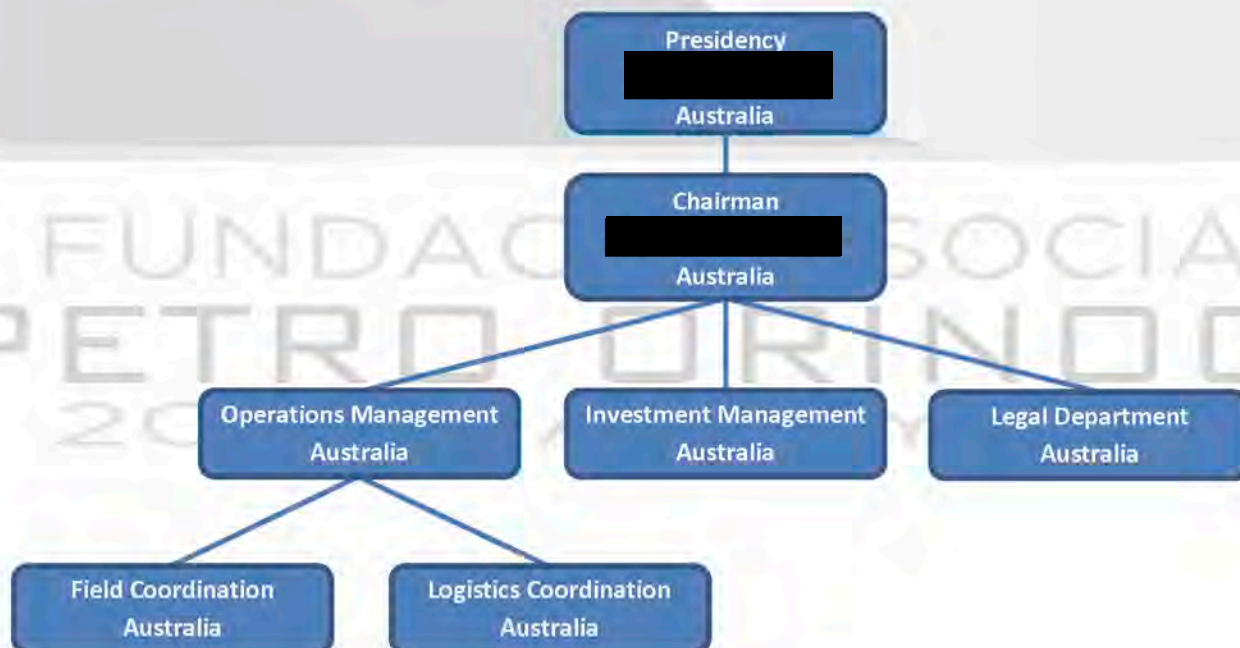 Presidency
Australia
Chairman
Australia
FUNDAC SOCIA
PETRO ORINOC
Operations Management
Australia
Investment Management
Australia
Legal Department
Australia
Field Coordination
Australia
Logistics Coordination
Australia